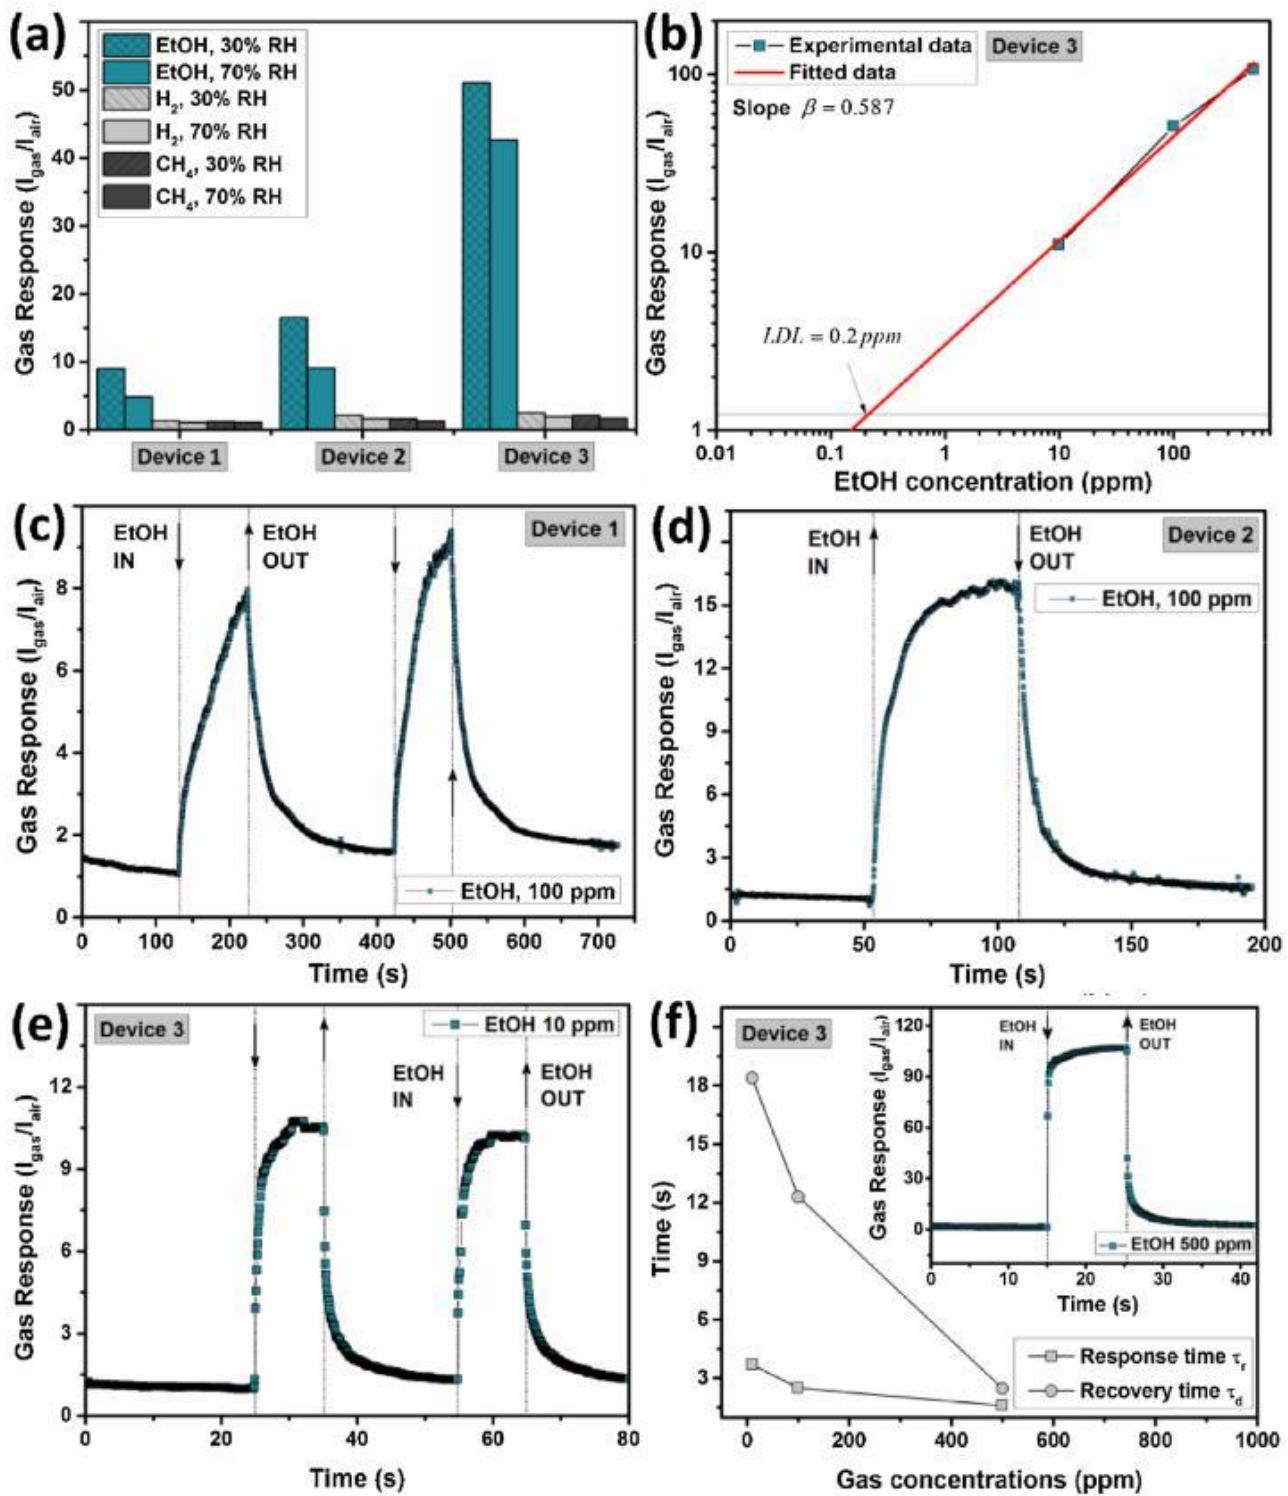 (a)
EtOH, 30% RH
EtOH, 70% RH
H2, 30% RH
H2, 70% RH
CH4, 30% RH
CH4, 70% RH
Gas Response (Igas/Iair)
50
40
30
20
10
0
Device 1
Device 2
Device 3
(b)
Experimental data
Fitted data
Device 3
Slope β = 0.587
LDL = 0.2ppm
Gas Response (Igas/Iair)
100
10
1
0.01
0.1
1
10
100
EtOH concentration (ppm)
(c)
EtOH
IN
EtOH
OUT
Device 1
Gas Response (Igas/Iair)
8
6
4
2
0
EtOH, 100 ppm
0
100
200
300
400
500
600
700
Time (s)
(d)
EtOH
IN
EtOH
OUT
Device 2
EtOH, 100 ppm
Gas Response (Igas/Iair)
18
15
12
9
6
3
0
0
50
100
150
200
Time (s)
(e)
Device 3
EtOH 10 ppm
EtOH
IN
EtOH
OUT
Gas Response (Igas/Iair)
12
9
6
3
0
0
20
40
60
80
Time (s)
(f)
Device 3
Time (s)
18
15
12
9
6
3
0
200
400
600
800
1000
Gas concentrations (ppm)
Response time τr
Recovery time τd
EtOH
IN
EtOH
OUT
Gas Response (Igas/Iair)
120
90
60
30
0
EtOH 500 ppm
0
10
20
30
40
Time (s)